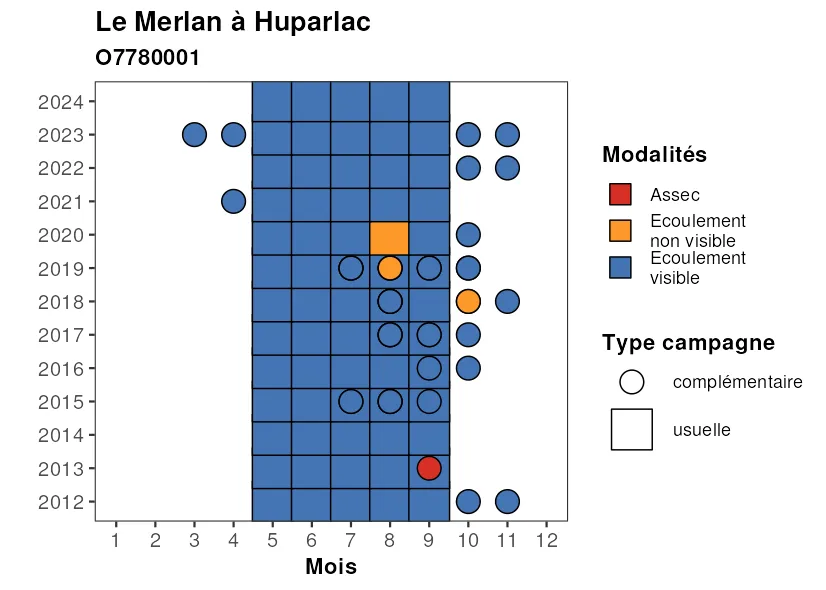 Le Merlan à Huparlac
O7780001
2024
2023
2022
2021
2020
2019
2018
2017
2016
2015
2014
2013
2012
1 2 3 4 5 6 7 8 9 10 11 12
Mois
Modalités
Assec
Ecoulement
non visible
Ecoulement
visible
Type campagne
complémentaire
usuelle